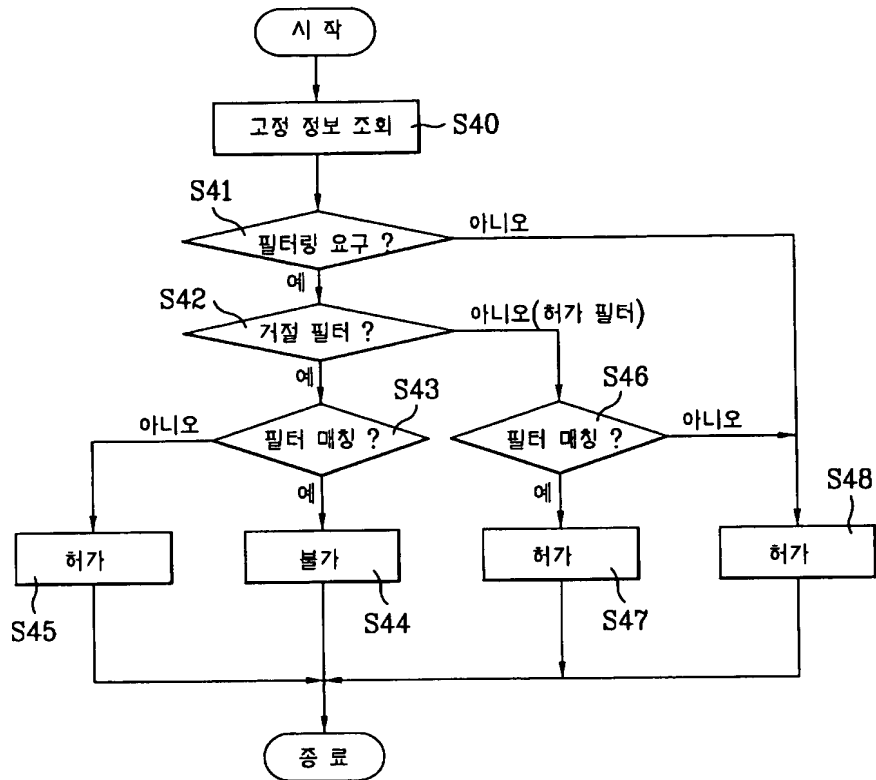 시 작
고정 정보 조회
S40
S41
필터링 요구 ?
아니오
예
S42
거절 필터 ?
아니오(허가 필터)
예
S43
S46
아니오
필터 매칭 ?
필터 매칭 ?
아니오
예
예
S48
허가
불가
허가
허가
S45
S44
S47
종 료